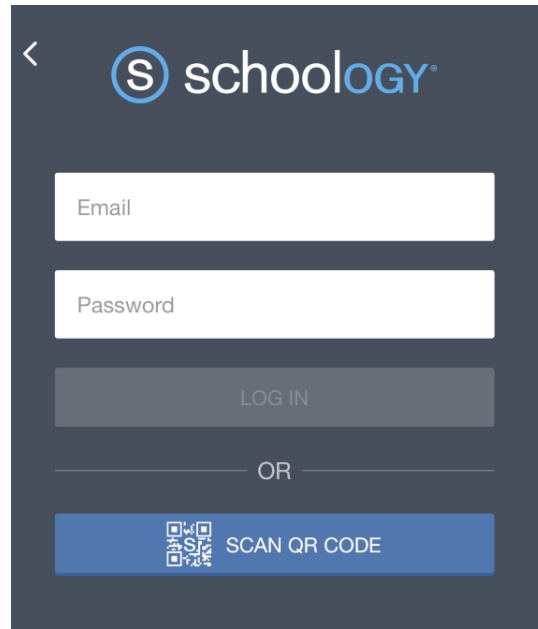 S schoology®
Email
Password
LOG IN
OR
S SCAN QR CODE